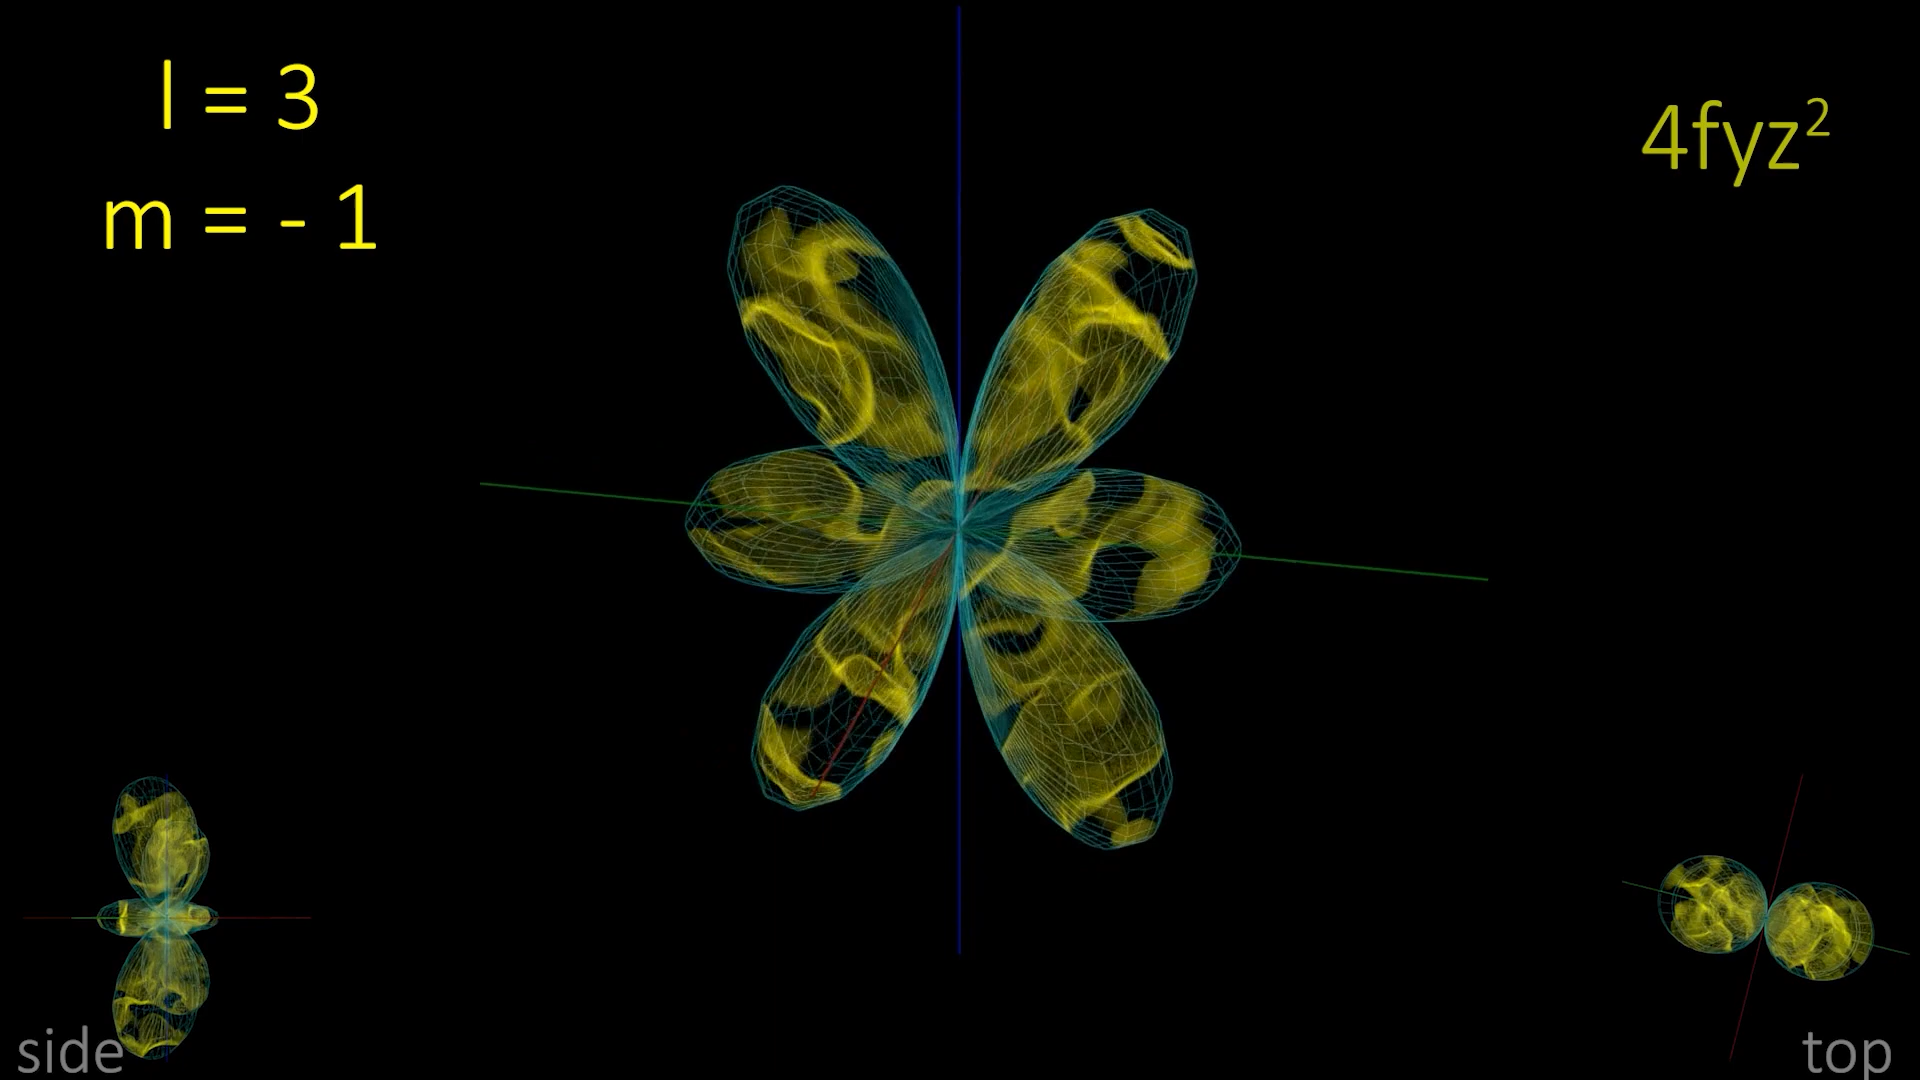 l = 3
m = - 1
4fyz²
side
top